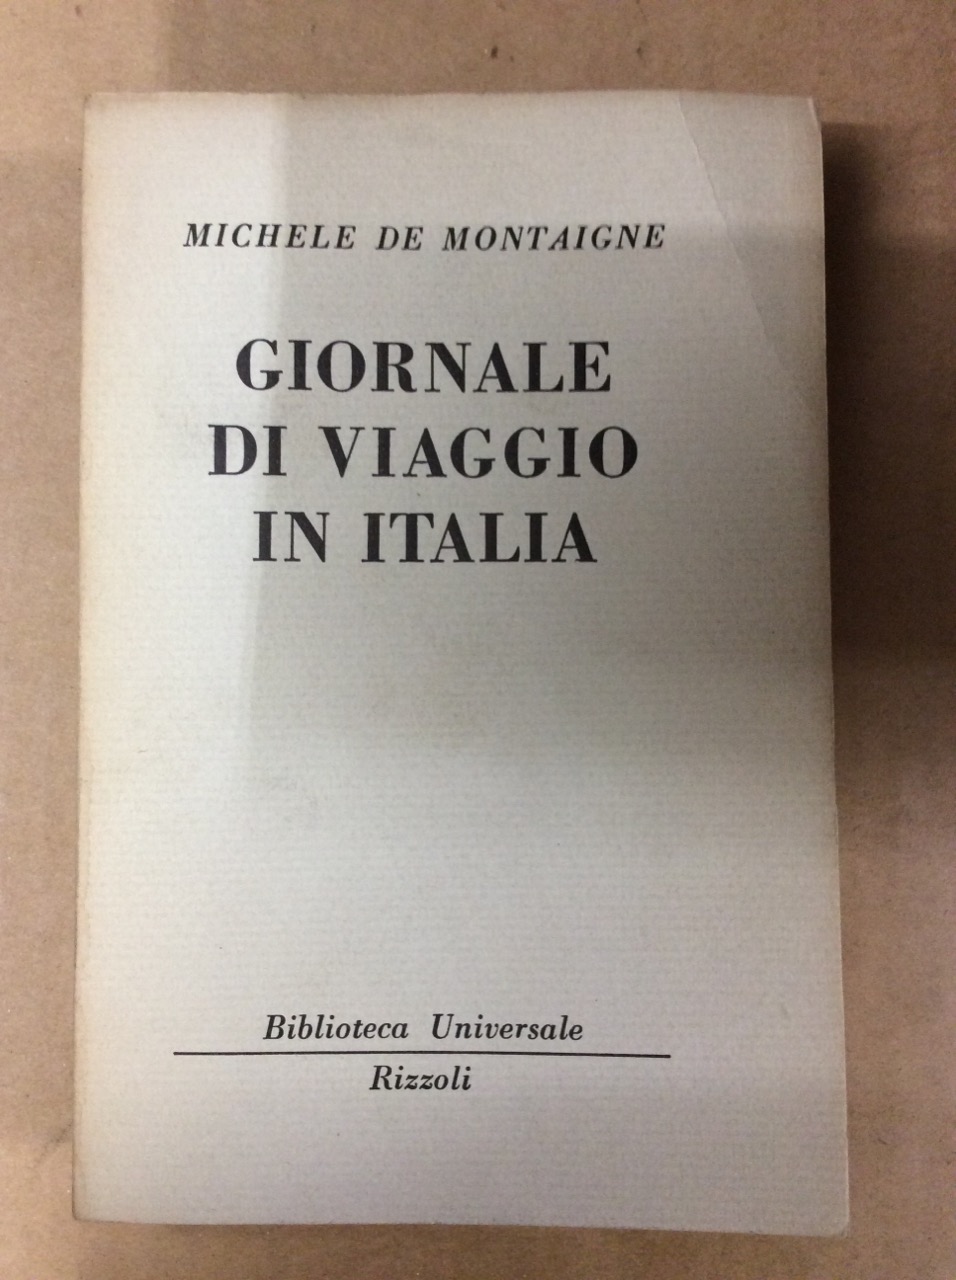 MICHELE DE MONTAIGNE
GIORNALE
DI VIAGGIO
IN ITALIA
Biblioteca Universale
Rizzoli